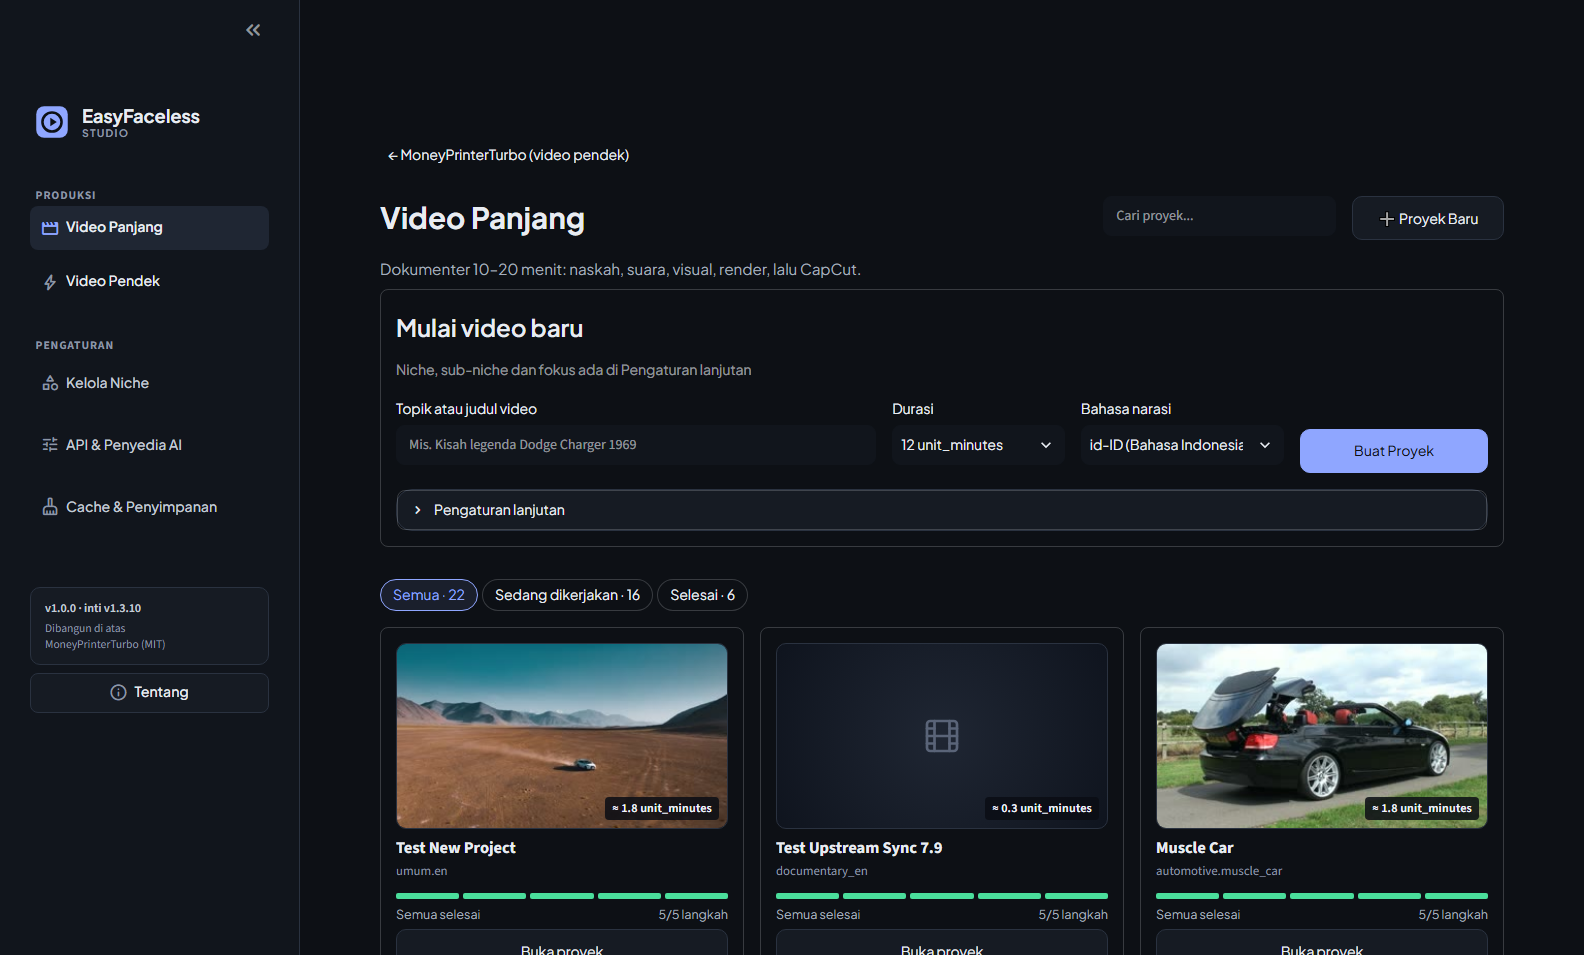 EasyFaceless
STUDIO
PRODUKSI
Video Panjang
Video Pendek
PENGATURAN
Kelola Niche
API & Penyedia AI
Cache & Penyimpanan
v1.0.0 · inti v1.3.10
Dibangun di atas
MoneyPrinterTurbo (MIT)
Tentang
← MoneyPrinterTurbo (video pendek)
Video Panjang
Cari proyek...
Proyek Baru
Dokumenter 10–20 menit: naskah, suara, visual, render, lalu CapCut.
Mulai video baru
Niche, sub-niche dan fokus ada di Pengaturan lanjutan
Topik atau judul video
Durasi
Bahasa narasi
Mis. Kisah legenda Dodge Charger 1969
12 unit_minutes
id-ID (Bahasa Indonesia
Buat Proyek
Pengaturan lanjutan
Semua · 22
Sedang dikerjakan · 16
Selesai · 6
≈ 1.8 unit_minutes
≈ 0.3 unit_minutes
≈ 1.8 unit_minutes
Test New Project
umum.en
Semua selesai
5/5 langkah
Buka proyek
Test Upstream Sync 7.9
documentary_en
Semua selesai
5/5 langkah
Buka proyek
Muscle Car
automotive.muscle_car
Semua selesai
5/5 langkah
Buka proyek